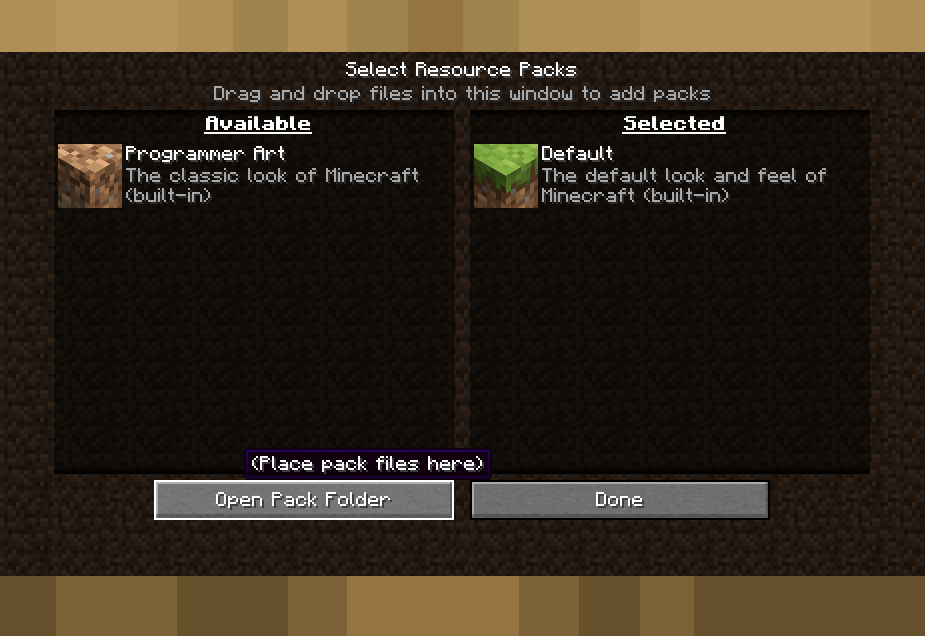 Select Resource Packs
Drag and drop files into this window to add packs
Available
Programmer Art
The classic look of Minecraft
(built-in)
Selected
Default
The default look and feel of
Minecraft (built-in)
(Place pack files here)
Open Pack Folder
Done